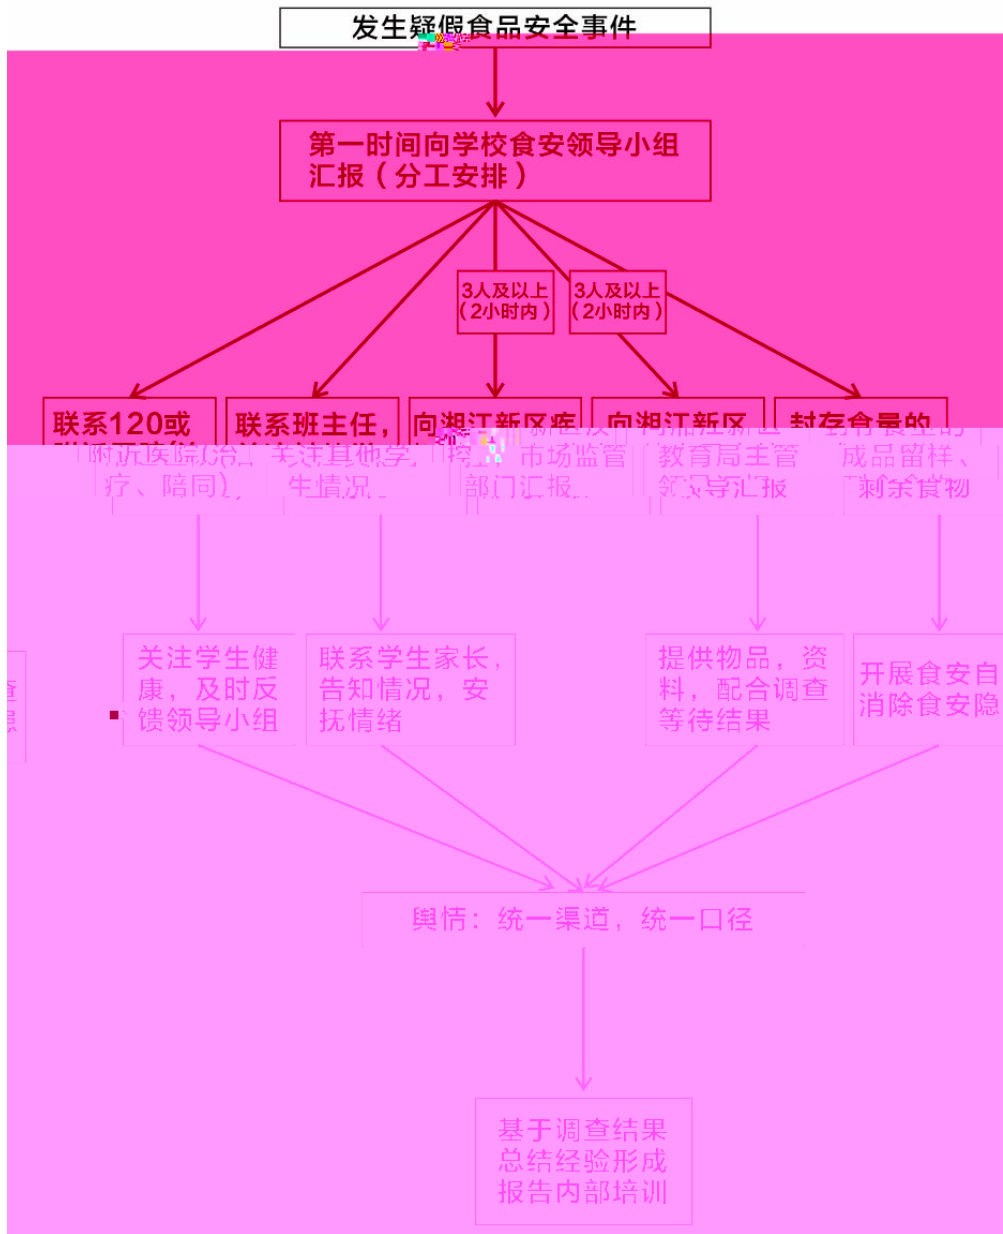 发生疑假食品安全事件
第一时间向学校食安领导小组
汇报（分工安排）
3人及以上
（2小时内）
3人及以上
（2小时内）
联系120或
附近医院(治
疗、陪同)
联系班主任，
关注其他学
生情况。
向湘江新区疾
市场监管
部门汇报。
向湘江新区
教育局主管
领导汇报
封存食量的
成品留样、
剩余食物
关注学生健
康，及时反
馈领导小组
联系学生家长，
告知情况，安
抚情绪
提供物品，资
料，配合调查
等待结果
开展食安自
消除食安隐
查
患
舆情：统一渠道，统一口径
基于调查结果
总结经验形成
报告内部培训